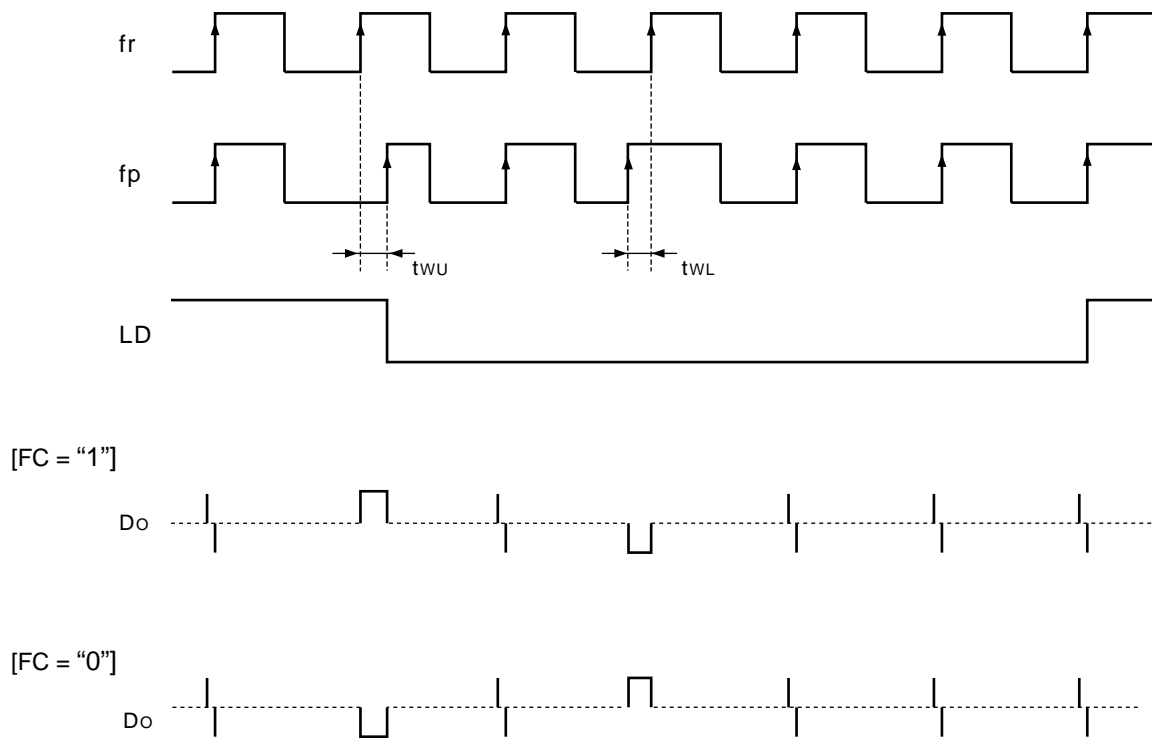 fr
fp
tWU tWL
LD
[FC = “1”]
DO
[FC = “0”]
DO